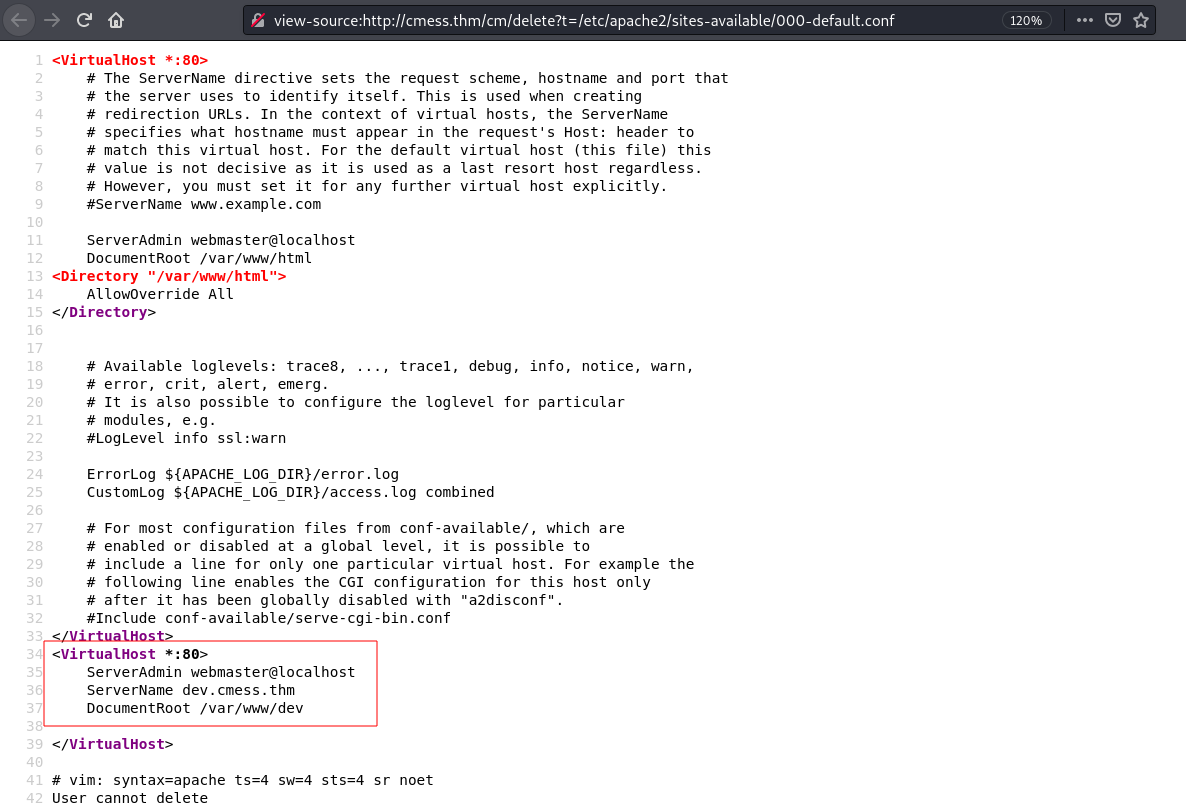 view-source:http://cmess.thm/cm/delete?t=/etc/apache2/sites-available/000-default.conf 120%
1 <VirtualHost *:80>
2 # The ServerName directive sets the request scheme, hostname and port that
3 # the server uses to identify itself. This is used when creating
4 # redirection URLs. In the context of virtual hosts, the ServerName
5 # specifies what hostname must appear in the request's Host: header to
6 # match this virtual host. For the default virtual host (this file) this
7 # value is not decisive as it is used as a last resort host regardless.
8 # However, you must set it for any further virtual host explicitly.
9 #ServerName www.example.com
10
11 ServerAdmin webmaster@localhost
12 DocumentRoot /var/www/html
13 <Directory "/var/www/html">
14 AllowOverride All
15 </Directory>
16
17
18 # Available loglevels: trace8, ..., trace1, debug, info, notice, warn,
19 # error, crit, alert, emerg.
20 # It is also possible to configure the loglevel for particular
21 # modules, e.g.
22 #LogLevel info ssl:warn
23
24 ErrorLog ${APACHE_LOG_DIR}/error.log
25 CustomLog ${APACHE_LOG_DIR}/access.log combined
26
27 # For most configuration files from conf-available/, which are
28 # enabled or disabled at a global level, it is possible to
29 # include a line for only one particular virtual host. For example the
30 # following line enables the CGI configuration for this host only
31 # after it has been globally disabled with "a2disconf".
32 #Include conf-available/serve-cgi-bin.conf
33 </VirtualHost>
34 <VirtualHost *:80>
35 ServerAdmin webmaster@localhost
36 ServerName dev.cmess.thm
37 DocumentRoot /var/www/dev
38
39 </VirtualHost>
40
41 # vim: syntax=apache ts=4 sw=4 sts=4 sr noet
42 User cannot delete